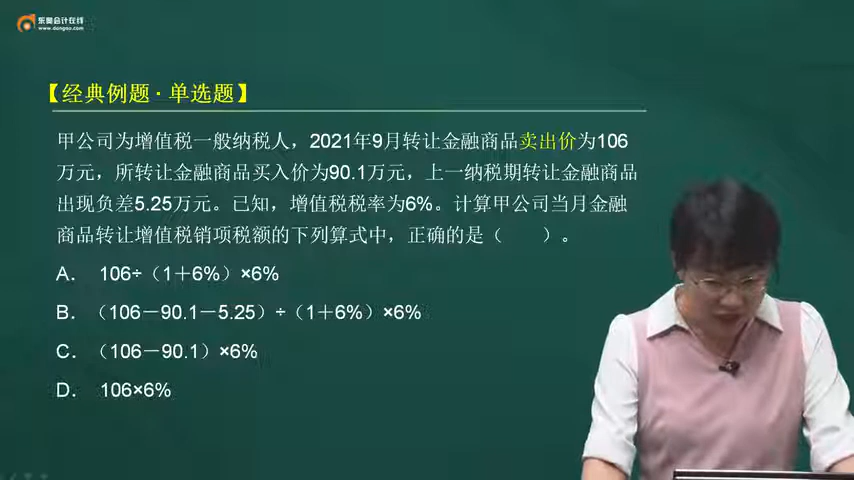 东奥会计在线
www.dongao.com
【经典例题·单选题】
甲公司为增值税一般纳税人，2021年9月转让金融商品卖出价为106
万元，所转让金融商品买入价为90.1万元，上一纳税期转让金融商品
出现负差5.25万元。已知，增值税税率为6%。计算甲公司当月金融
商品转让增值税销项税额的下列算式中，正确的是（　　）。
A． 106÷（1＋6%）×6%
B．（106－90.1－5.25）÷（1＋6%）×6%
C．（106－90.1）×6%
D． 106×6%